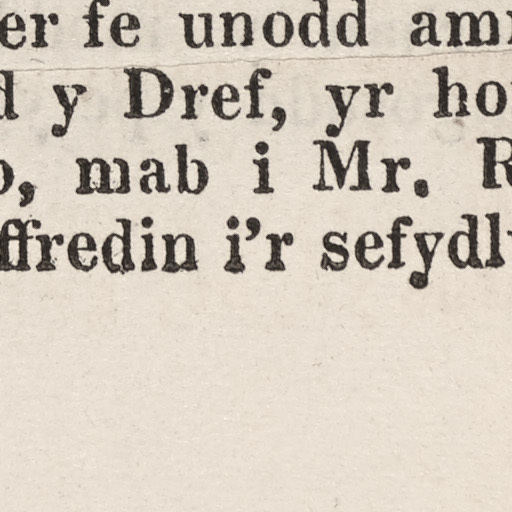 er fe unodd am
d y Dref, yr ho
, mab i Mr. R
ffredin i'r sefydl